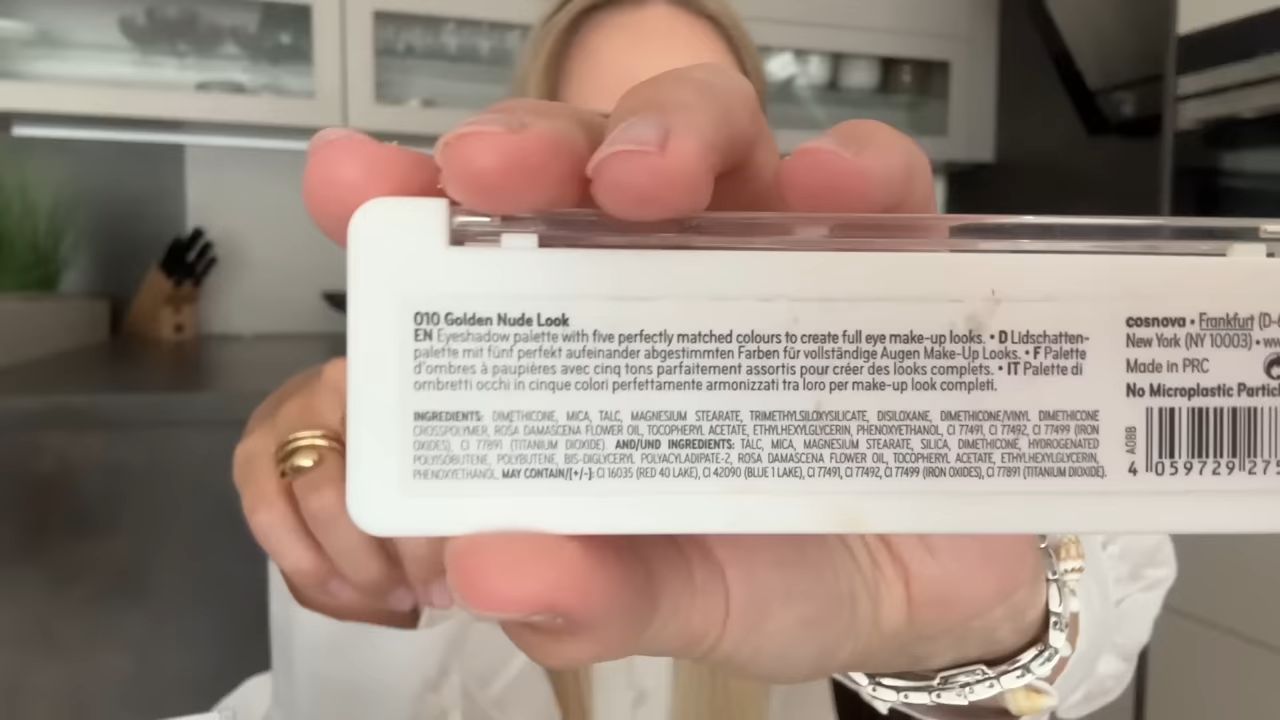 010 Golden Nude Look
EN Eyeshadow palette with five perfectly matched colours to create full eye make-up looks. • D Lidschatten-
palette mit fünf perfekt aufeinander abgestimmten Farben für vollständige Augen Make-Up Looks. • F Palette
d'ombres à paupières avec cinq tons parfaitement assortis pour créer des looks complets. • IT Palette di
ombretti occhi in cinque colori perfettamente armonizzati tra loro per make-up look completi.
INGREDIENTS: DIMETHICONE, MICA, TALC, MAGNESIUM STEARATE, TRIMETHYLSILOXYSILICATE, DISILOXANE, DIMETHICONE/VINYL DIMETHICONE
CROSSPOLYMER, ROSA DAMASCENA FLOWER OIL, TOCOPHERYL ACETATE, ETHYLHEXYLGLYCERIN, PHENOXYETHANOL, CI 77491, CI 77492, CI 77499 (IRON
OXIDES), CI 77891 (TITANIUM DIOXIDE). AND/UND INGREDIENTS: TALC, MICA, MAGNESIUM STEARATE, SILICA, DIMETHICONE, HYDROGENATED
POLYISOBUTENE, POLYBUTENE, BIS-DIGLYCERYL POLYACYLADIPATE-2, ROSA DAMASCENA FLOWER OIL, TOCOPHERYL ACETATE, ETHYLHEXYLGLYCERIN,
PHENOXYETHANOL. MAY CONTAIN/[+/-]: CI 16035 (RED 40 LAKE), CI 42090 (BLUE 1 LAKE), CI 77491, CI 77492, CI 77499 (IRON OXIDES), CI 77891 (TITANIUM DIOXIDE).
cosnova • Frankfurt (D-
New York (NY 10003) • ww
Made in PRC
No Microplastic Partic
4 059729 27